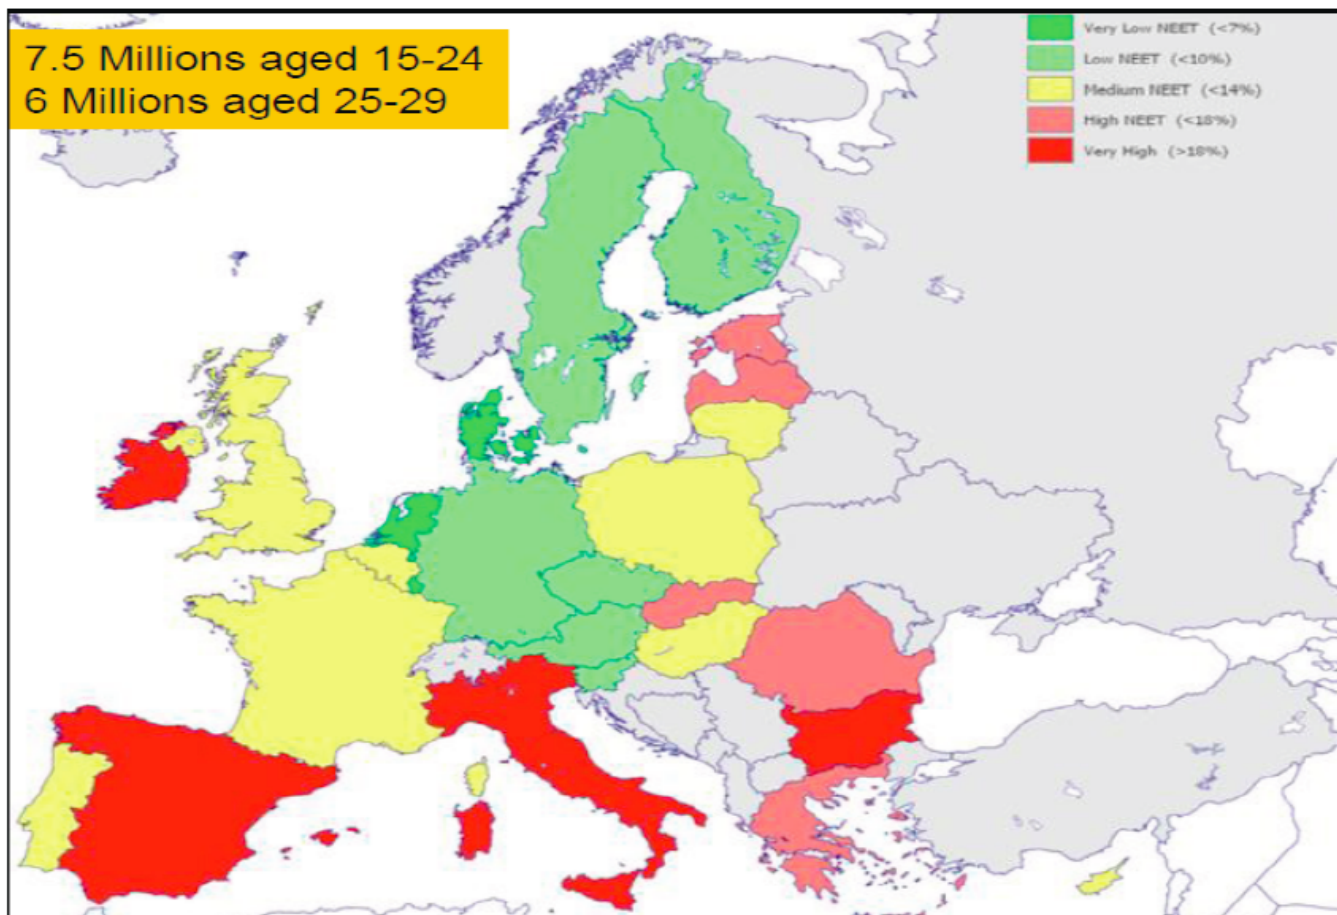 7.5 Millions aged 15-24
6 Millions aged 25-29
Very Low NEET (<7%)
Low NEET (<10%)
Medium NEET (<14%)
High NEET (<18%)
Very High (>18%)